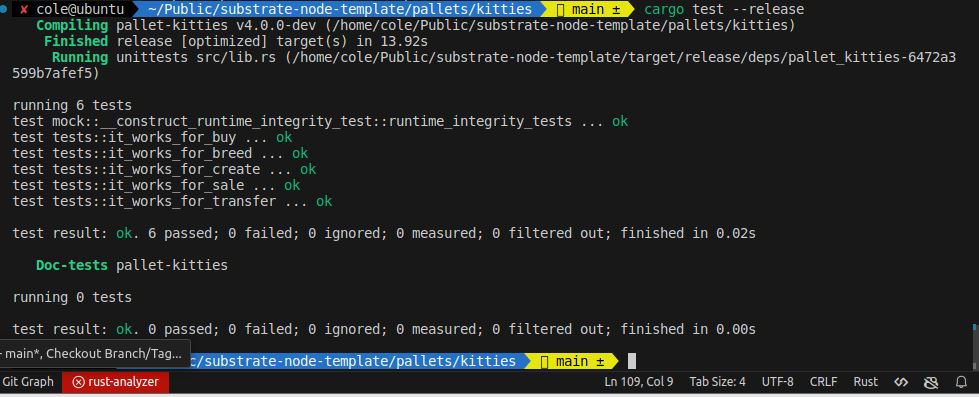 ✘ cole@ubuntu ~/Public/substrate-node-template/pallets/kitties main ± cargo test --release
Compiling pallet-kitties v4.0.0-dev (/home/cole/Public/substrate-node-template/pallets/kitties)
Finished release [optimized] target(s) in 13.92s
Running unittests src/lib.rs (/home/cole/Public/substrate-node-template/target/release/deps/pallet_kitties-6472a3
599b7afef5)
running 6 tests
test mock::__construct_runtime_integrity_test::runtime_integrity_tests ... ok
test tests::it_works_for_buy ... ok
test tests::it_works_for_breed ... ok
test tests::it_works_for_create ... ok
test tests::it_works_for_sale ... ok
test tests::it_works_for_transfer ... ok
test result: ok. 6 passed; 0 failed; 0 ignored; 0 measured; 0 filtered out; finished in 0.02s
Doc-tests pallet-kitties
running 0 tests
test result: ok. 0 passed; 0 failed; 0 ignored; 0 measured; 0 filtered out; finished in 0.00s
- main*, Checkout Branch/Tag...
c/substrate-node-template/pallets/kitties main ±
Git Graph rust-analyzer Ln 109, Col 9 Tab Size: 4 UTF-8 CRLF Rust